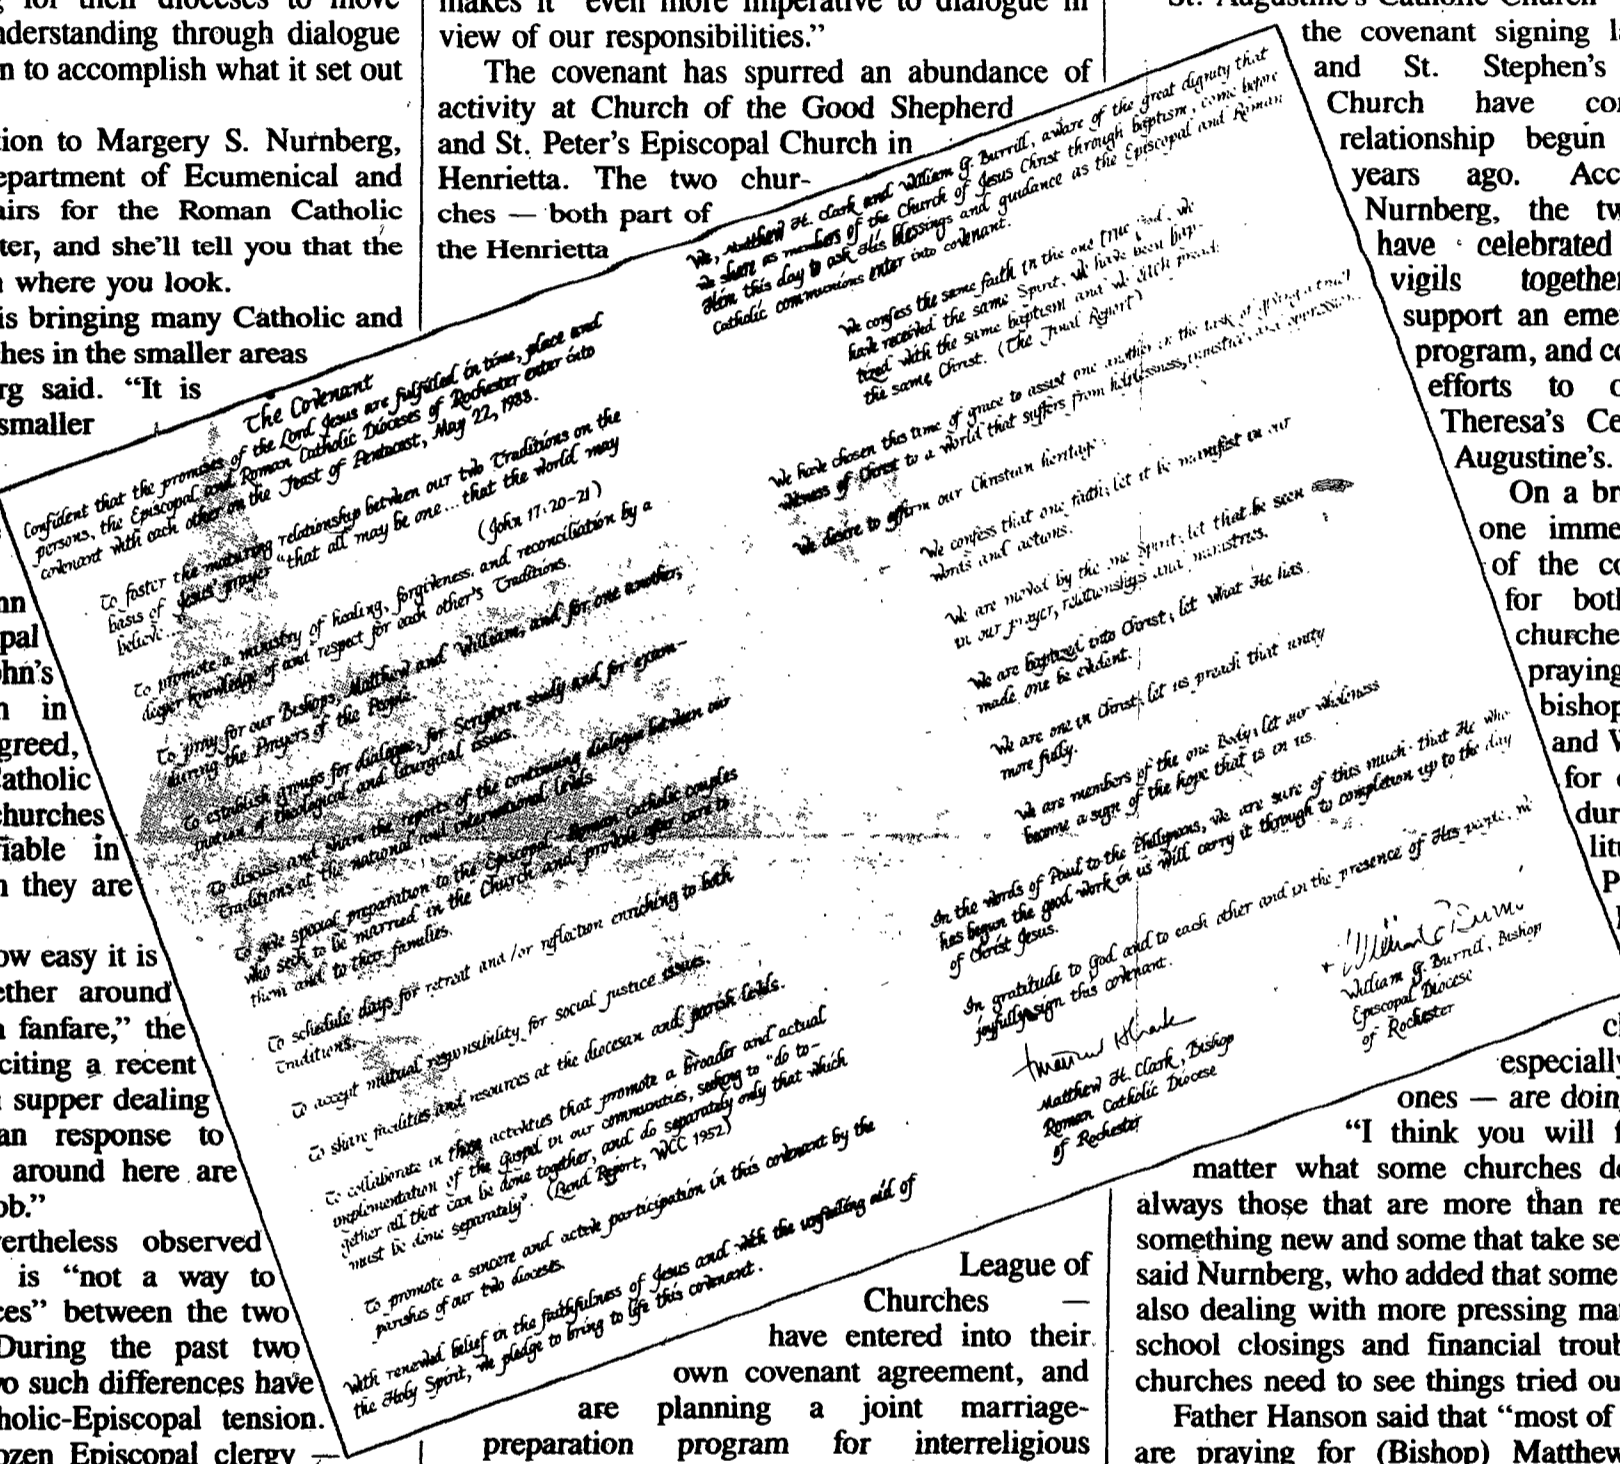 g for their dioceses to move
nderstanding through dialogue
n to accomplish what it set out
tion to Margery S. Nurnberg,
epartment of Ecumenical and
airs for the Roman Catholic
ter, and she'll tell you that the
where you look.
is bringing many Catholic and
hes in the smaller areas
rg said. “It is
smaller
nn
pal
hn's
n in
greed,
Catholic
churches
iable in
n they are
ow easy it is
ether around
fanfare,” the
citing a recent
supper dealing
an response to
around here are
ob.”
vertheless observed
is “not a way to
ces” between the two
During the past two
o such differences have
holic-Episcopal tension.
ozen Episcopal clergy —
makes it “even more imperative to dialogue in
view of our responsibilities.”
The covenant has spurred an abundance of
activity at Church of the Good Shepherd
and St. Peter's Episcopal Church in
Henrietta. The two chur-
ches — both part of
the Henrietta
League of
Churches —
have entered into their
own covenant agreement, and
are planning a joint marriage-
preparation program for interreligious
The Covenant
Confident that the promises of the Lord Jesus are fulfilled in time, place and
persons, the Episcopal and Roman Catholic Dioceses of Rochester enter into
covenant with each other on the Feast of Pentecost, May 22, 1988.
To foster the maturing relationship between our two Traditions on the
basis of Jesus' prayer “that all may be one... that the world may
believe...
(John 17:20-21)
To promote a ministry of healing, forgiveness, and reconciliation by a
deeper knowledge of and respect for each other's Traditions.
To pray for our Bishops, Matthew and William, and for one another,
during the Prayers of the People.
To establish groups for dialogue, for Scripture study and for exam-
ination of theological and liturgical issues.
To discuss and share the reports of the continuing dialogue between our
Traditions at the national and international levels.
To give special preparation to the Episcopal-Roman Catholic couples
who seek to be married in the Church and provide after care to
them and to their families.
To schedule days for retreat and/or reflection enriching to both
Traditions.
To accept mutual responsibility for social justice issues.
To share facilities and resources at the diocesan and parish levels.
To collaborate in those activities that promote a broader and actual
implementation of the Gospel in our communities, seeking to “do to-
gether all that can be done together, and do separately only that which
must be done separately”. (Lund Report, WCC 1952)
To promote a sincere and active participation in this covenant by the
parishes of our two dioceses.
With renewed belief in the faithfulness of Jesus and with the unfailing aid of
the Holy Spirit, we pledge to bring to life this covenant.
We, Matthew H. Clark and William G. Burrill, aware of the great dignity that
we share as members of the Church of Jesus Christ through baptism, come before
Him this day to ask His blessings and guidance as the Episcopal and Roman
Catholic communions enter into covenant.
We confess the same faith in the one true God, we
have received the same Spirit, we have been bap-
tized with the same baptism and we each preach
the same Christ. (The Final Report)
We have chosen this time of grace to assist one another in the task of giving a true
witness of Christ to a world that suffers from helplessness, injustice and oppression.
We desire to affirm our Christian heritage:
We confess that one faith; let it be manifest in our
words and actions.
We are moved by the one Spirit; let that be seen
in our prayer, relationships and ministries.
We are baptized into Christ; let what He has
made one be evident.
We are one in Christ; let us preach that unity
more fully.
We are members of the one Body; let our wholeness
become a sign of the hope that is in us.
In the words of Paul to the Philippians, we are sure of this much: that He who
has begun the good work in us will carry it through to completion up to the day
of Christ Jesus.
In gratitude to God and to each other and in the presence of His people, we
joyfully sign this covenant.
Matthew H. Clark, Bishop
Roman Catholic Diocese
of Rochester
William G. Burrill, Bishop
Episcopal Diocese
of Rochester
St. Augustine's Catholic Church
the covenant signing la
and St. Stephen's
Church have con
relationship begun
years ago. Acc
Nurnberg, the tw
have celebrated
vigils together
support an eme
program, and co
efforts to
Theresa's Ce
Augustine's.
On a br
one imme
of the co
for both
churche
praying
bishop
and W
for
dur
litu
P
especially
ones — are doin
“I think you will f
matter what some churches do
always those that are more than re
something new and some that take se
said Nurnberg, who added that some
also dealing with more pressing ma
school closings and financial troub
churches need to see things tried ou
Father Hanson said that “most of
are praying for (Bishop) Matthew